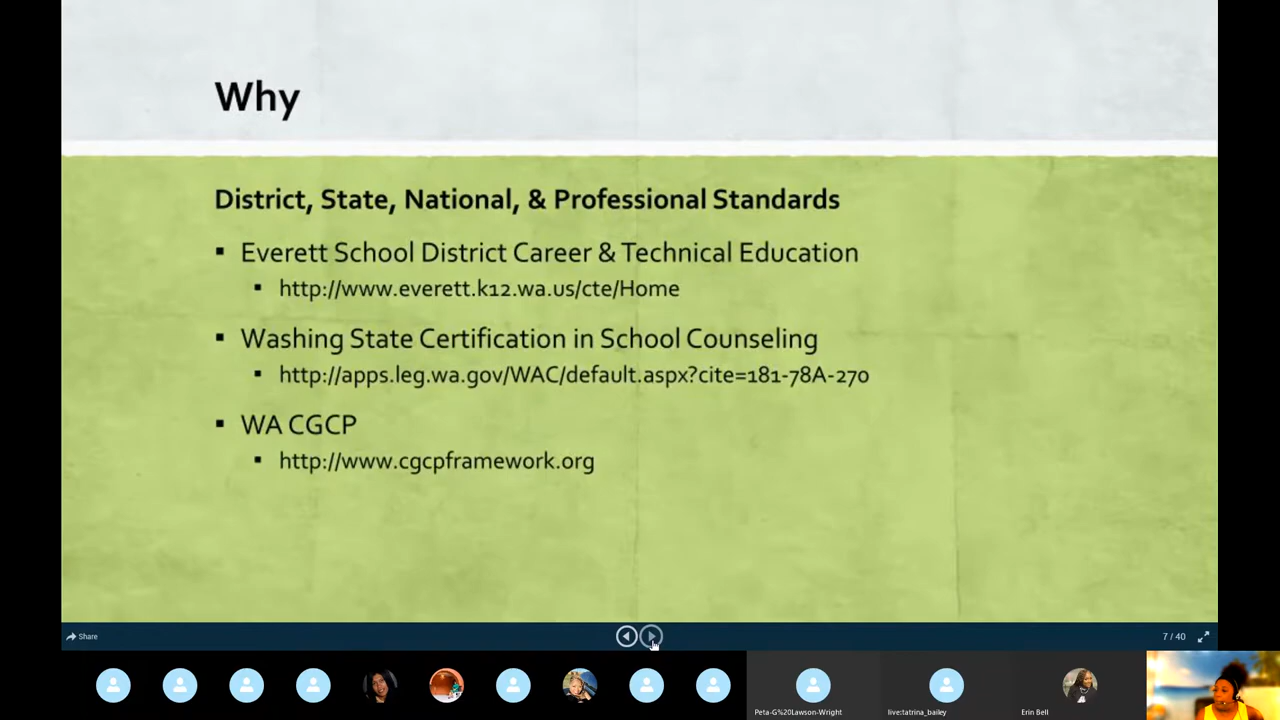 Why
District, State, National, & Professional Standards
▪ Everett School District Career & Technical Education
▪ http://www.everett.k12.wa.us/cte/Home
▪ Washing State Certification in School Counseling
▪ http://apps.leg.wa.gov/WAC/default.aspx?cite=181-78A-270
▪ WA CGCP
▪ http://www.cgcpframework.org
Share
7 / 40
Peta-G%20Lawson-Wright
live:tatrina_bailey
Erin Bell